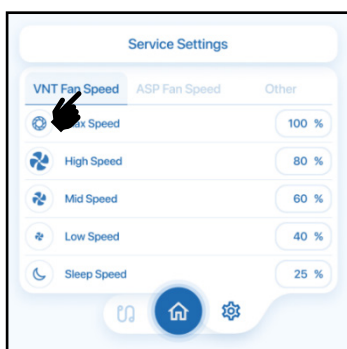 Service Settings
VNT Fan Speed ASP Fan Speed Other
Speed 100 %
High Speed 80 %
Mid Speed 60 %
Low Speed 40 %
Sleep Speed 25 %